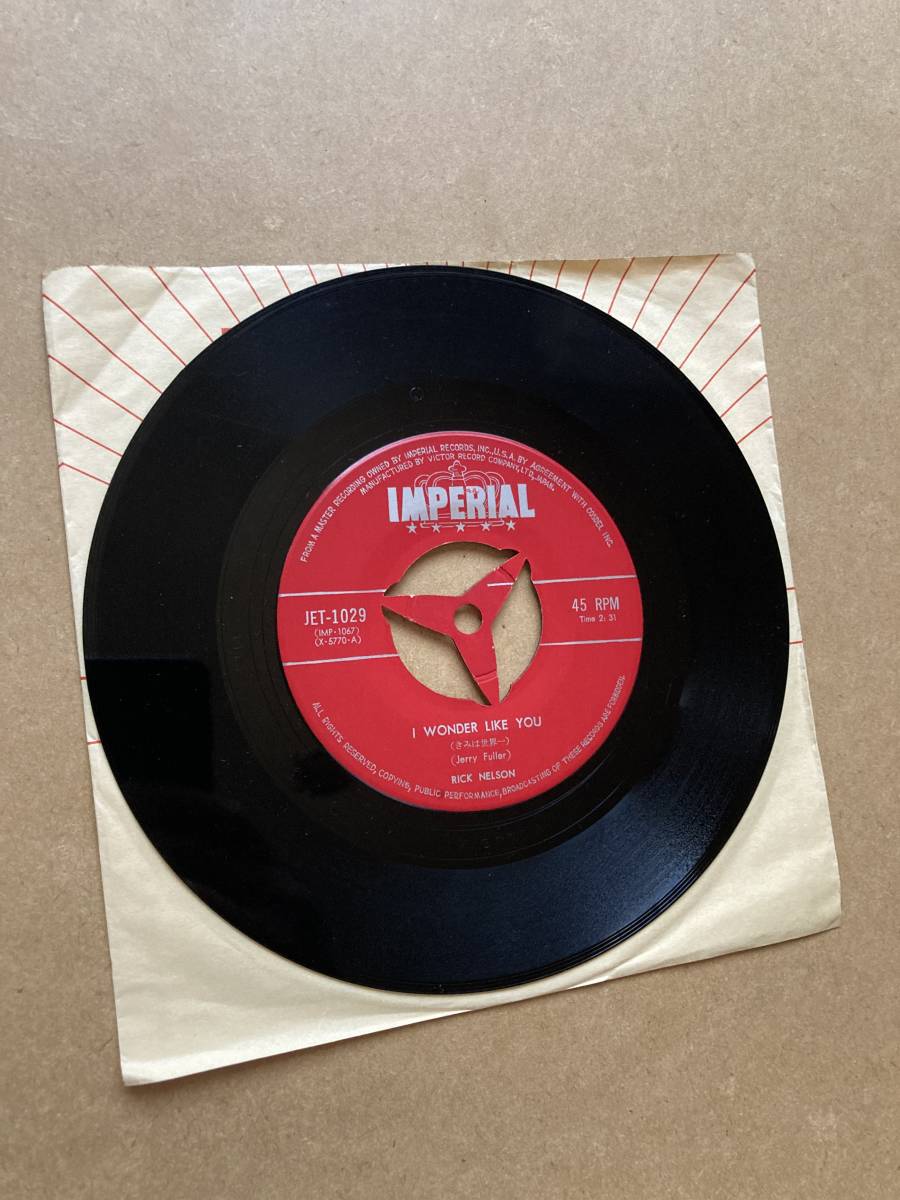 FROM A MASTER RECORDING OWNED BY IMPERIAL RECORDS, INC., U.S.A. BY AGREEMENT WITH COSDEL INC.
MANUFACTURED BY VICTOR RECORD COMPANY, LTD., JAPAN.
IMPERIAL
JET-1029
(IMP-1067)
(X-5770-A)
45 RPM
Time 2:31
I WONDER LIKE YOU
(きみは世界一)
(Jerry Fuller)
RICK NELSON
ALL RIGHTS RESERVED, COPYING, PUBLIC PERFORMANCE, BROADCASTING OF THESE RECORDS ARE FORBIDDEN.